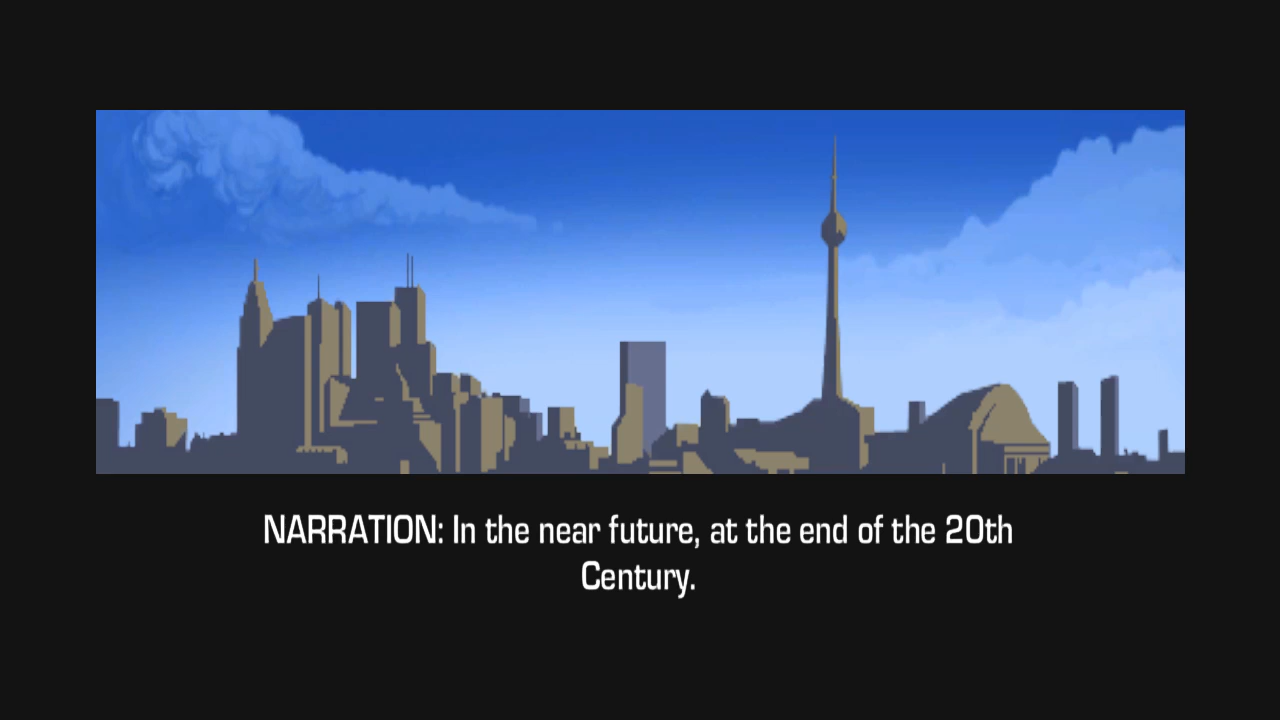 NARRATION: In the near future, at the end of the 20th
Century.